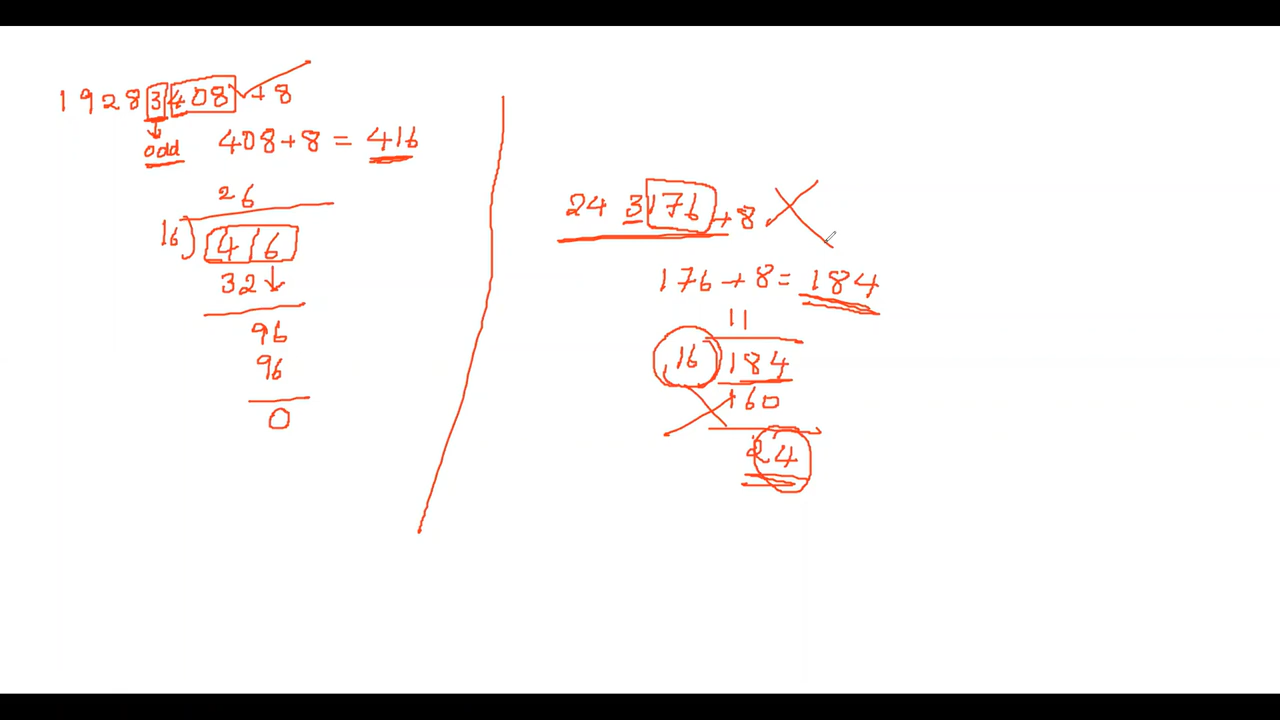 19283408 + 8
odd
408 + 8 = 416
26
16) 416
32
96
96
0
243176 + 8
176 + 8 = 184
11
16 184
160
24